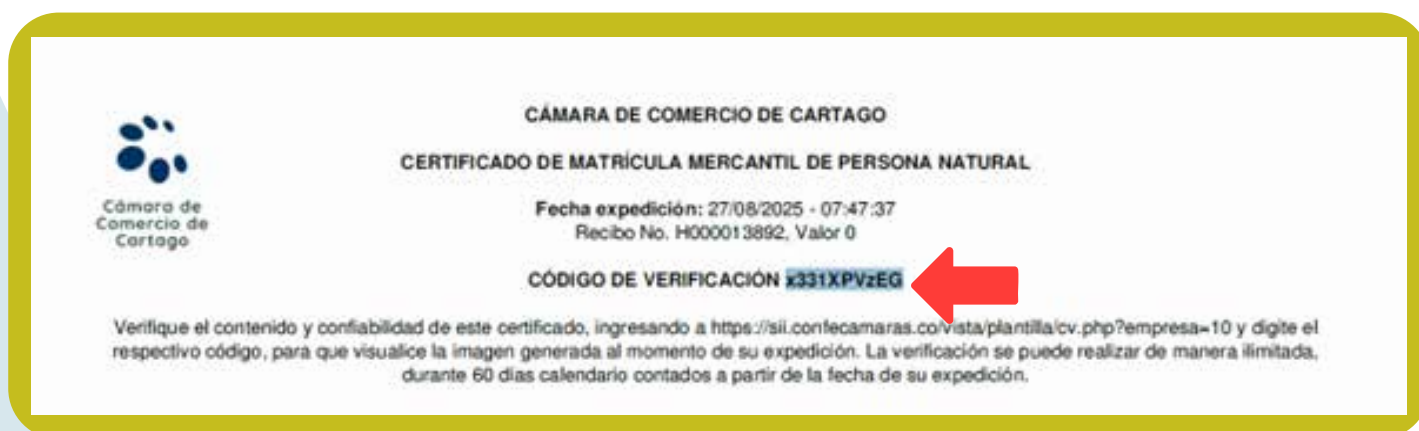 CÁMARA DE COMERCIO DE CARTAGO
CERTIFICADO DE MATRÍCULA MERCANTIL DE PERSONA NATURAL
Cámara de
Comercio de
Cartago
Fecha expedición: 27/08/2025 - 07:47:37
Recibo No. H000013892, Valor 0
CÓDIGO DE VERIFICACIÓN x331XPVzEG
Verifique el contenido y confiabilidad de este certificado, ingresando a https://sii.confecamaras.co/vista/plantilla/cv.php?empresa=10 y digite el
respectivo código, para que visualice la imagen generada al momento de su expedición. La verificación se puede realizar de manera ilimitada,
durante 60 días calendario contados a partir de la fecha de su expedición.